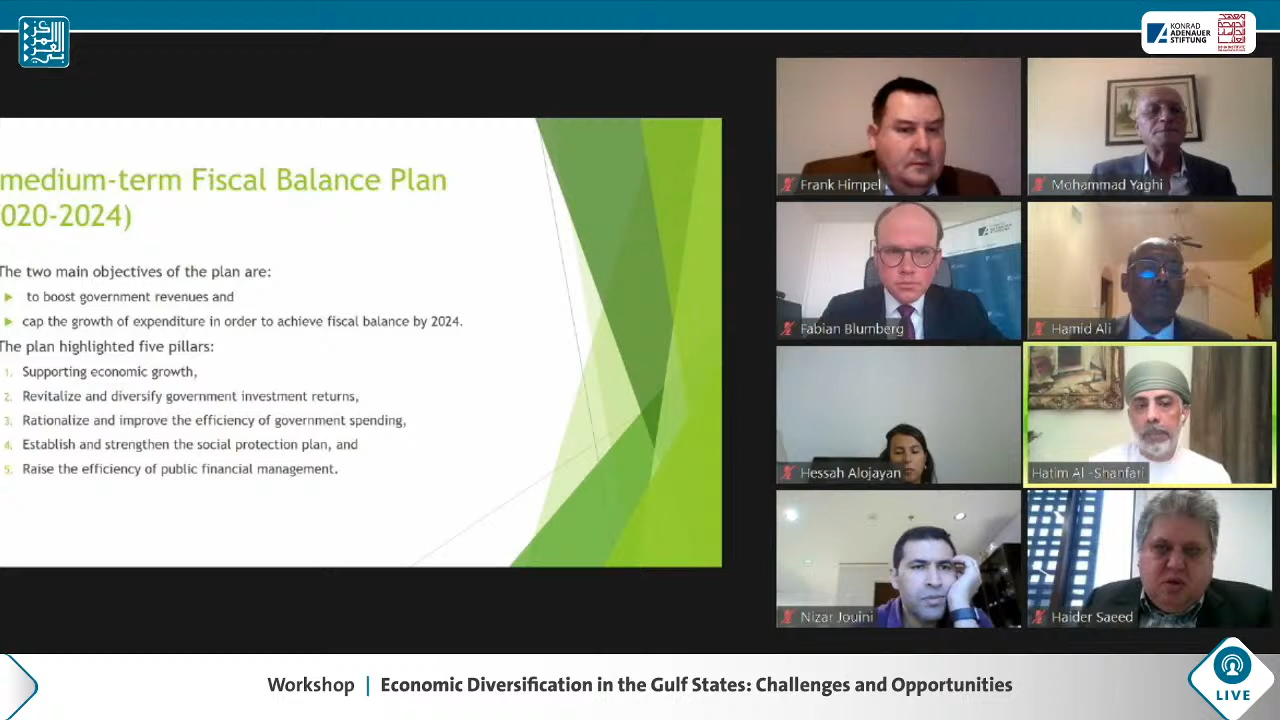 KONRAD
ADENAUER
STIFTUNG
medium-term Fiscal Balance Plan
020-2024)
The two main objectives of the plan are:
to boost government revenues and
cap the growth of expenditure in order to achieve fiscal balance by 2024.
The plan highlighted five pillars:
1. Supporting economic growth,
2. Revitalize and diversify government investment returns,
3. Rationalize and improve the efficiency of government spending,
4. Establish and strengthen the social protection plan, and
5. Raise the efficiency of public financial management.
Frank Himpel
Mohammad Yaghi
Fabian Blumberg
Hamid Ali
Hessah Alojayan
Hatim Al -Shanfari
Nizar Jouini
Haider Saeed
Workshop | Economic Diversification in the Gulf States: Challenges and Opportunities
LIVE